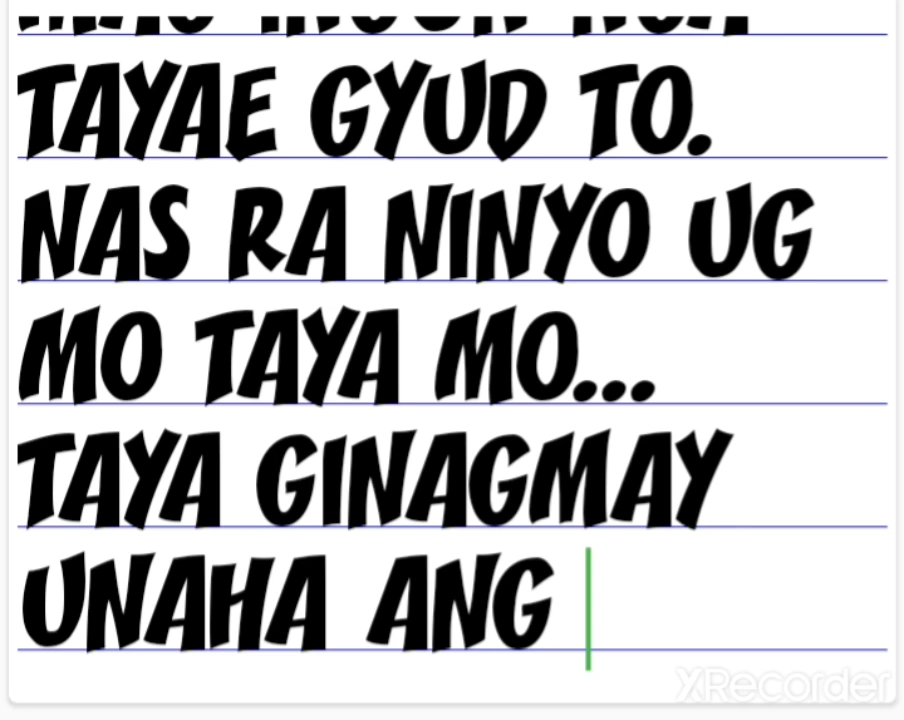 TAYAE GYUD TO.
NAS RA NINYO UG
MO TAYA MO...
TAYA GINAGMAY
UNAHA ANG
XRecorder